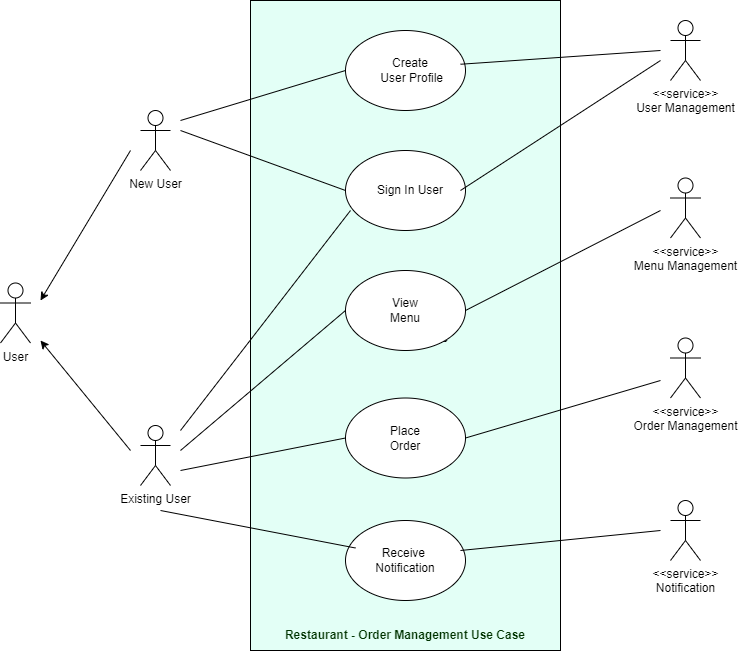 Create
User Profile
<<service>>
User Management
New User
Sign In User
<<service>>
Menu Management
View
Menu
User
<<service>>
Order Management
Place
Order
Existing User
Receive
Notification
<<service>>
Notification
Restaurant - Order Management Use Case